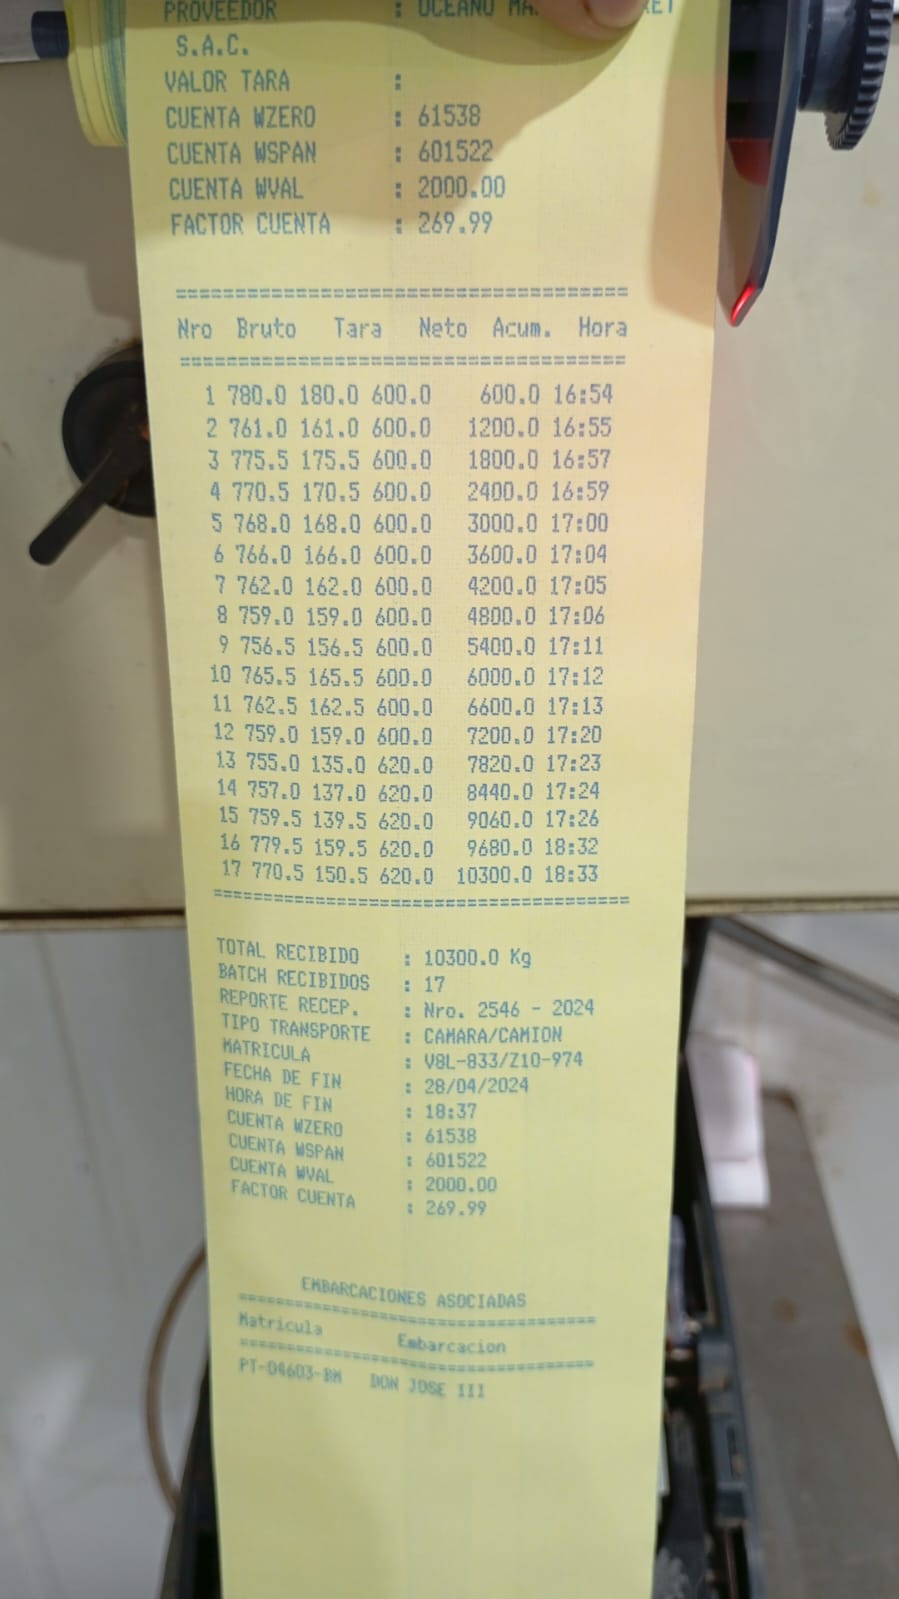 PROVEEDOR : OCEANO
S.A.C.
VALOR TARA :
CUENTA WZERO : 61538
CUENTA WSPAN : 601522
CUENTA WVAL : 2000.00
FACTOR CUENTA : 269.99
======================================
Nro Bruto Tara Neto Acum. Hora
======================================
1 780.0 180.0 600.0 600.0 16:54
2 761.0 161.0 600.0 1200.0 16:55
3 775.5 175.5 600.0 1800.0 16:57
4 770.5 170.5 600.0 2400.0 16:59
5 768.0 168.0 600.0 3000.0 17:00
6 766.0 166.0 600.0 3600.0 17:04
7 762.0 162.0 600.0 4200.0 17:05
8 759.0 159.0 600.0 4800.0 17:06
9 756.5 156.5 600.0 5400.0 17:11
10 765.5 165.5 600.0 6000.0 17:12
11 762.5 162.5 600.0 6600.0 17:13
12 759.0 159.0 600.0 7200.0 17:20
13 755.0 135.0 620.0 7820.0 17:23
14 757.0 137.0 620.0 8440.0 17:24
15 759.5 139.5 620.0 9060.0 17:26
16 779.5 159.5 620.0 9680.0 18:32
17 770.5 150.5 620.0 10300.0 18:33
======================================
TOTAL RECIBIDO : 10300.0 Kg
BATCH RECIBIDOS : 17
REPORTE RECEP. : Nro. 2546 - 2024
TIPO TRANSPORTE : CAMARA/CAMION
MATRICULA : V8L-833/Z1O-974
FECHA DE FIN : 28/04/2024
HORA DE FIN : 18:37
CUENTA WZERO : 61538
CUENTA WSPAN : 601522
CUENTA WVAL : 2000.00
FACTOR CUENTA : 269.99
EMBARCACIONES ASOCIADAS
======================================
Matricula Embarcacion
======================================
PT-04603-BM DON JOSE III